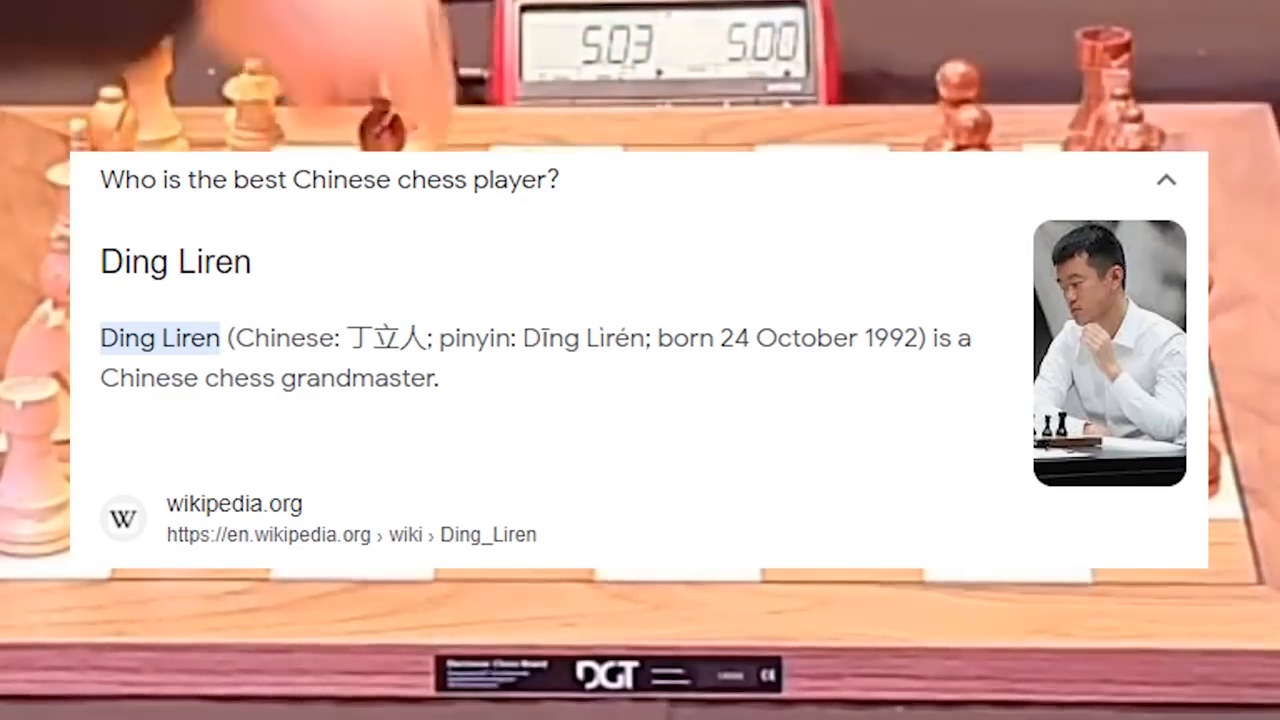 5.03 5.00
Who is the best Chinese chess player?
Ding Liren
Ding Liren (Chinese: 丁立人; pinyin: Dīng Lìrén; born 24 October 1992) is a
Chinese chess grandmaster.
W
wikipedia.org
https://en.wikipedia.org › wiki › Ding_Liren
DGT
CE